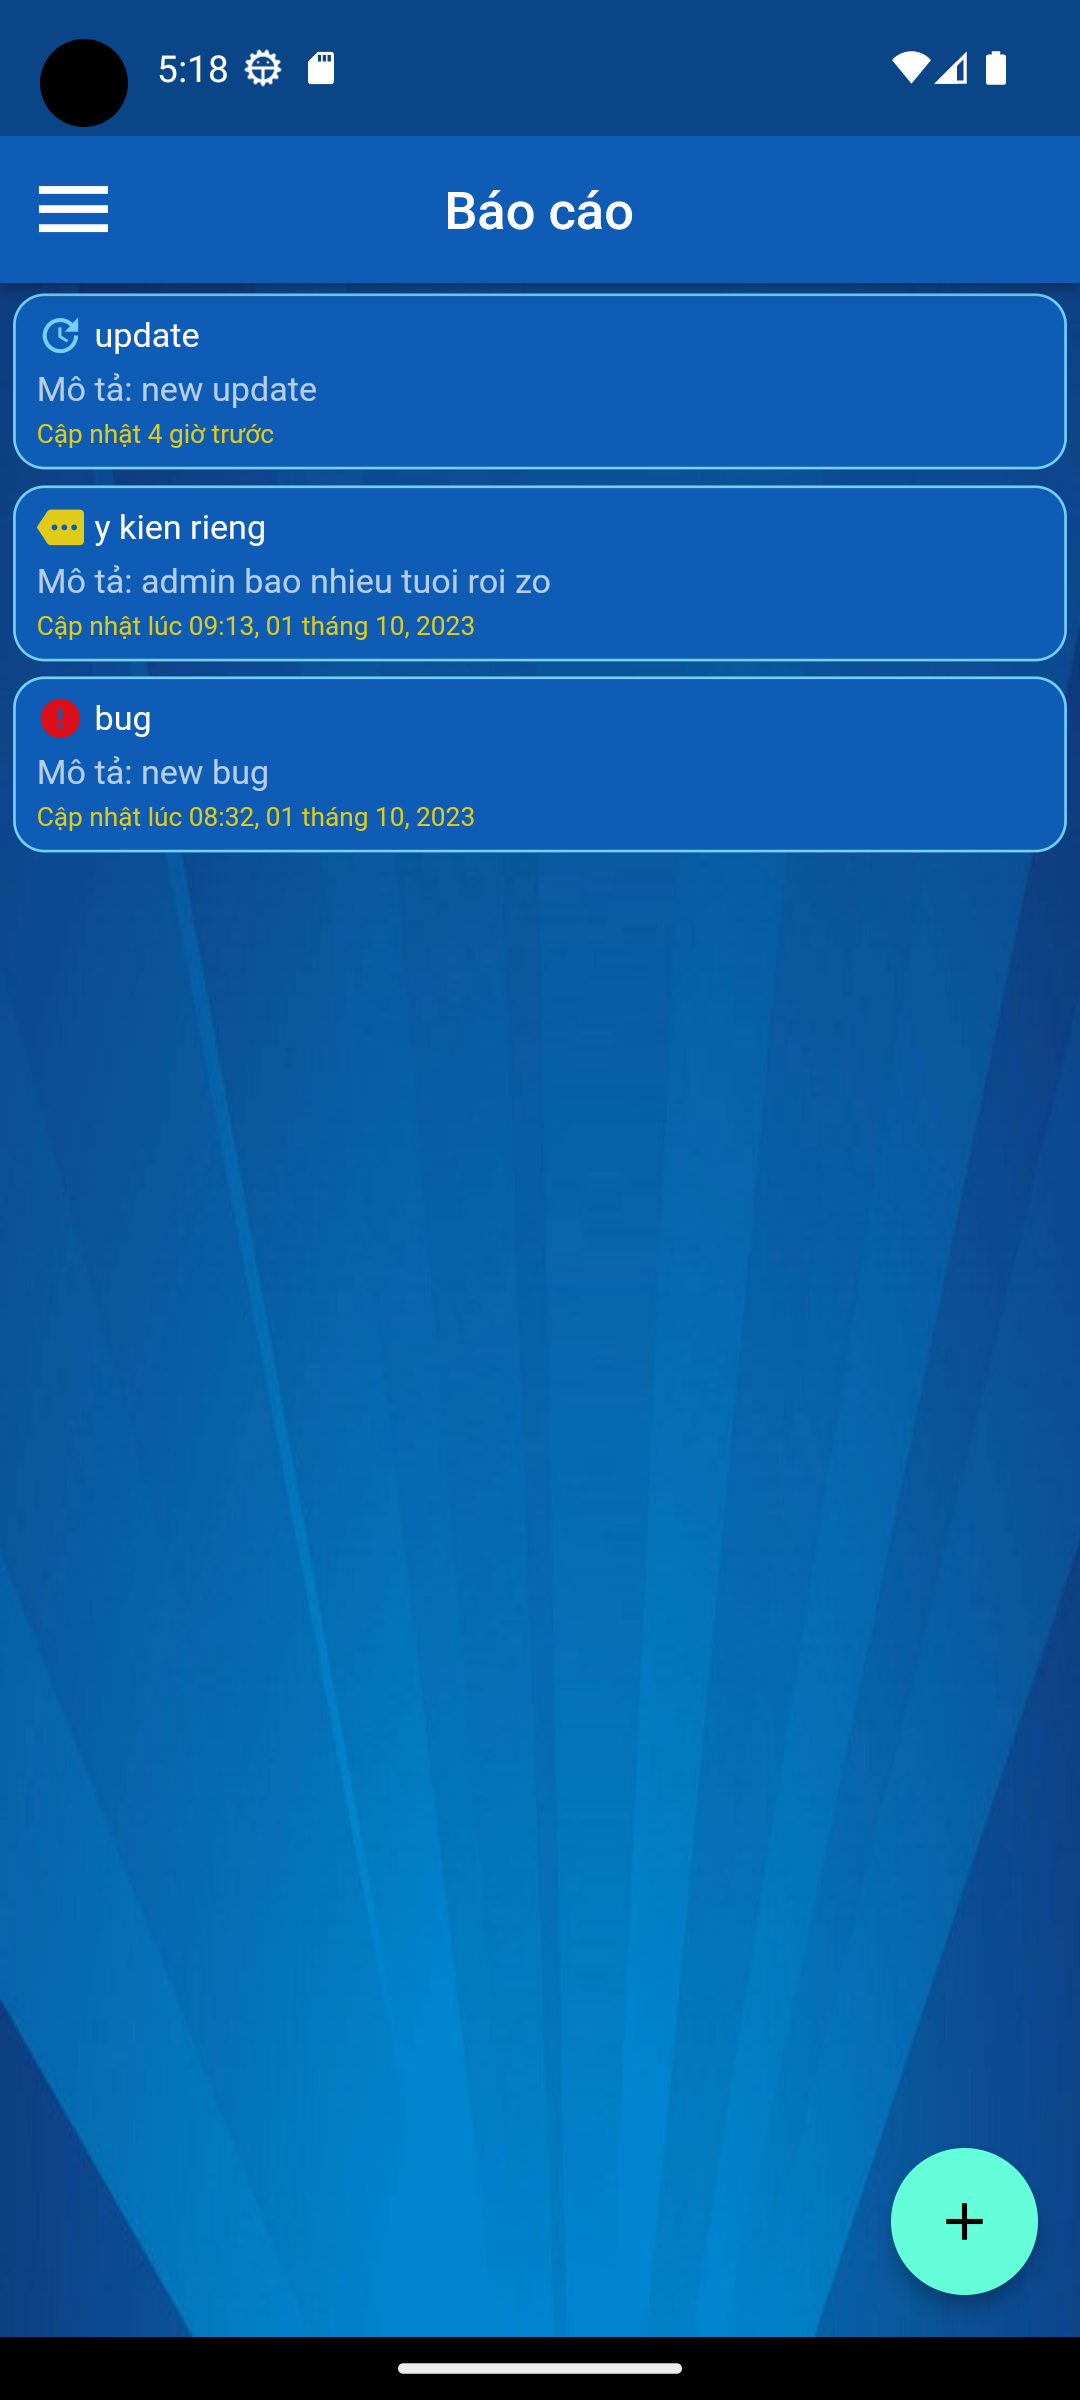 5:18
Báo cáo
update
Mô tả: new update
Cập nhật 4 giờ trước
y kien rieng
Mô tả: admin bao nhieu tuoi roi zo
Cập nhật lúc 09:13, 01 tháng 10, 2023
bug
Mô tả: new bug
Cập nhật lúc 08:32, 01 tháng 10, 2023